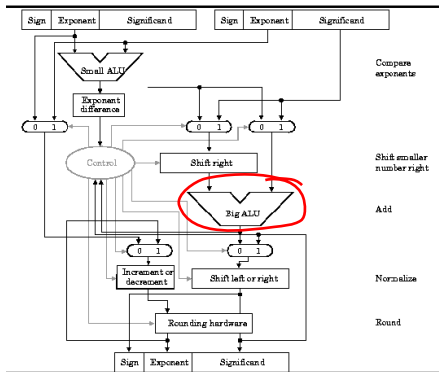 Sign Exponent Significand Sign Exponent Significand
Small ALU
Compare
exponents
Exponent
difference
0 1 0 1 0 1
Control
Shift right
Shift smaller
number right
Big ALU
Add
0 1 0 1
Increment or
decrement
Shift left or right
Normalize
Rounding hardware
Round
Sign Exponent Significand